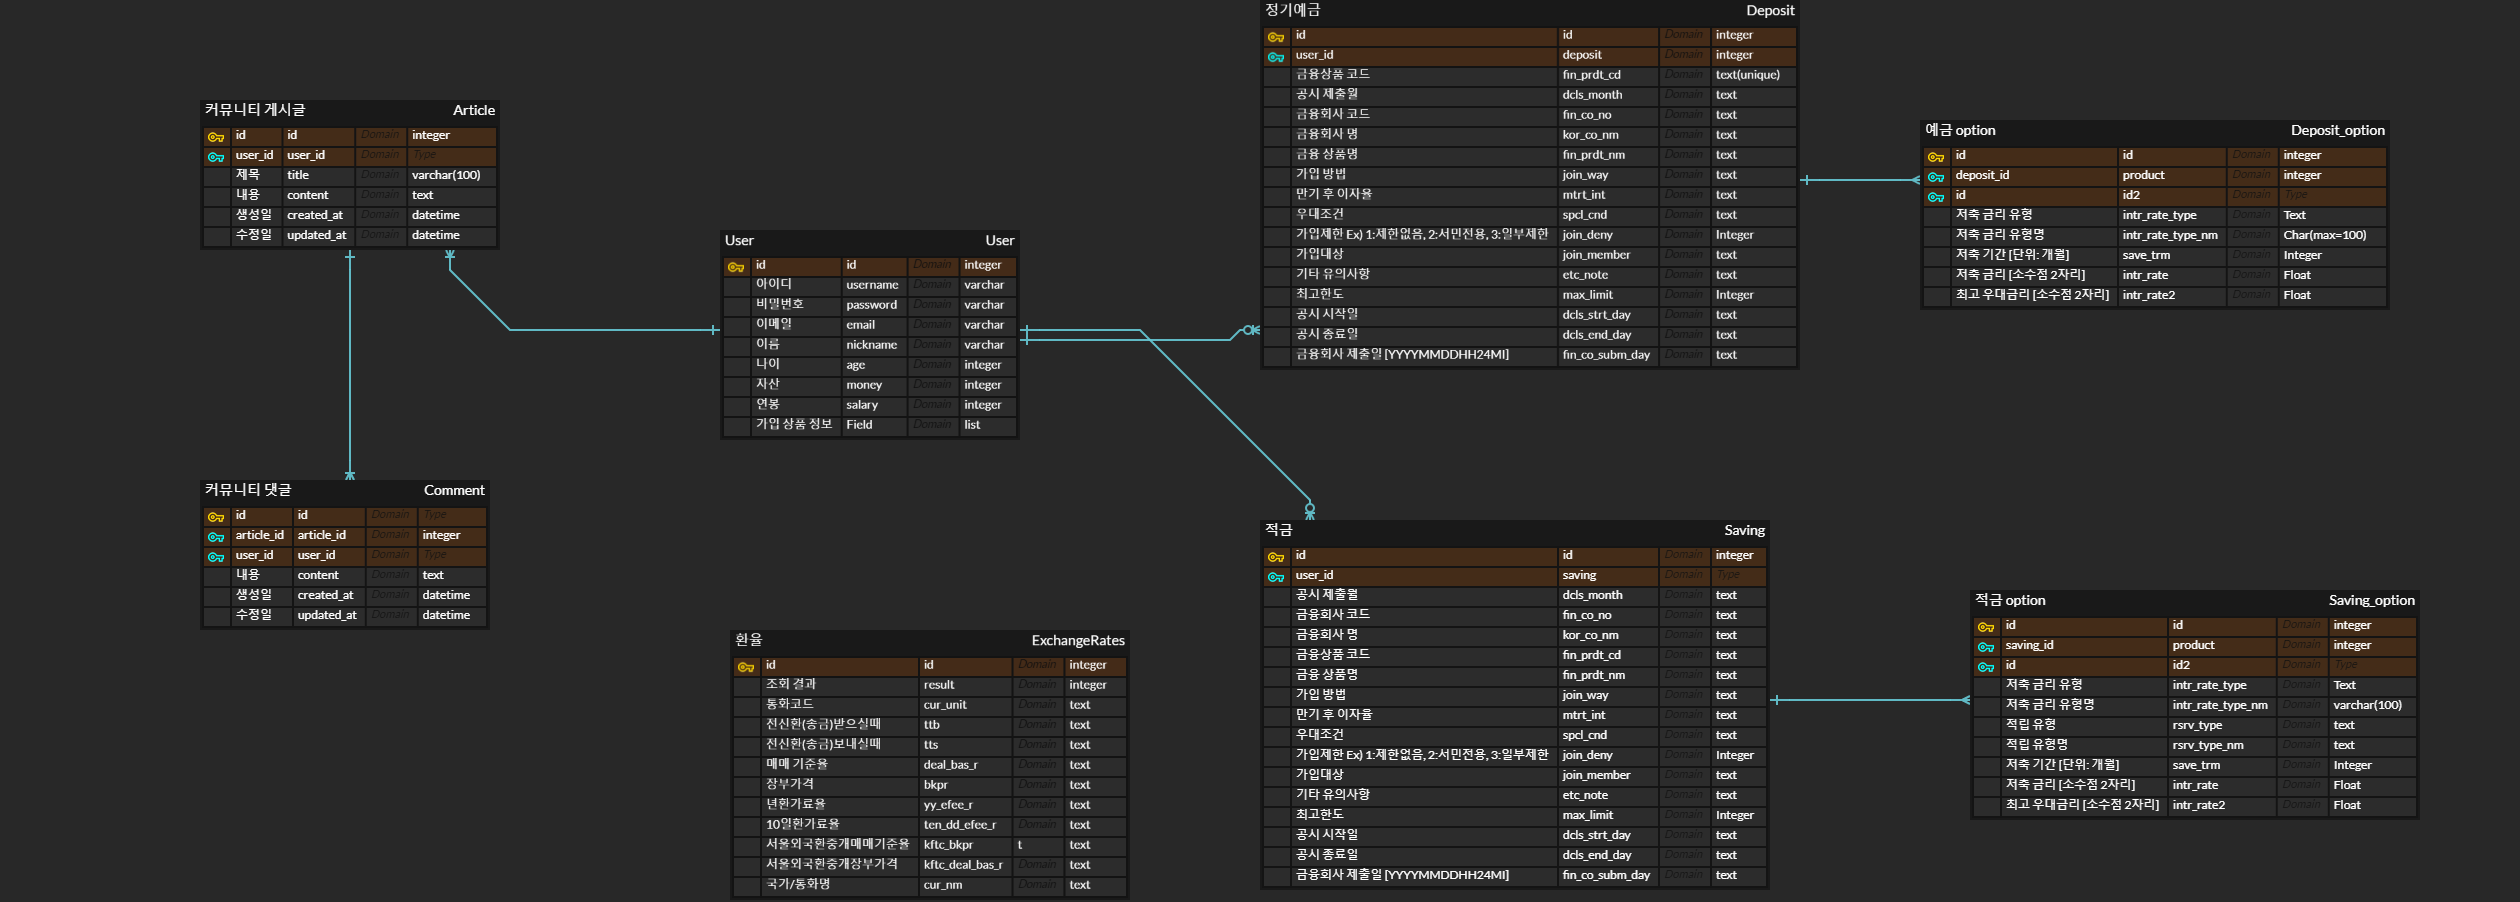 커뮤니티 게시글 Article
id id Domain integer
user_id user_id Domain Type
제목 title Domain varchar(100)
내용 content Domain text
생성일 created_at Domain datetime
수정일 updated_at Domain datetime
커뮤니티 댓글 Comment
id id Domain Type
article_id article_id Domain integer
user_id user_id Domain Type
내용 content Domain text
생성일 created_at Domain datetime
수정일 updated_at Domain datetime
User User
id id Domain integer
아이디 username Domain varchar
비밀번호 password Domain varchar
이메일 email Domain varchar
이름 nickname Domain varchar
나이 age Domain integer
자산 money Domain integer
연봉 salary Domain integer
가입 상품 정보 Field Domain list
환율 ExchangeRates
id id Domain integer
조회 결과 result Domain integer
통화코드 cur_unit Domain text
전신환(송금)받으실때 ttb Domain text
전신환(송금)보내실때 tts Domain text
매매 기준율 deal_bas_r Domain text
장부가격 bkpr Domain text
년환가료율 yy_efee_r Domain text
10일환가료율 ten_dd_efee_r Domain text
서울외국환중개매매기준율 kftc_bkpr t text
서울외국환중개장부가격 kftc_deal_bas_r Domain text
국가/통화명 cur_nm Domain text
정기예금 Deposit
id id Domain integer
user_id deposit Domain integer
금융상품 코드 fin_prdt_cd Domain text(unique)
공시 제출월 dcls_month Domain text
금융회사 코드 fin_co_no Domain text
금융회사 명 kor_co_nm Domain text
금융 상품명 fin_prdt_nm Domain text
가입 방법 join_way Domain text
만기 후 이자율 mtrt_int Domain text
우대조건 spcl_cnd Domain text
가입제한 Ex) 1:제한없음, 2:서민전용, 3:일부제한 join_deny Domain Integer
가입대상 join_member Domain text
기타 유의사항 etc_note Domain text
최고한도 max_limit Domain Integer
공시 시작일 dcls_strt_day Domain text
공시 종료일 dcls_end_day Domain text
금융회사 제출일 [YYYYMMDDHH24MI] fin_co_subm_day Domain text
적금 Saving
id id Domain integer
user_id saving Domain Type
공시 제출월 dcls_month Domain text
금융회사 코드 fin_co_no Domain text
금융회사 명 kor_co_nm Domain text
금융상품 코드 fin_prdt_cd Domain text
금융 상품명 fin_prdt_nm Domain text
가입 방법 join_way Domain text
만기 후 이자율 mtrt_int Domain text
우대조건 spcl_cnd Domain text
가입제한 Ex) 1:제한없음, 2:서민전용, 3:일부제한 join_deny Domain Integer
가입대상 join_member Domain text
기타 유의사항 etc_note Domain text
최고한도 max_limit Domain Integer
공시 시작일 dcls_strt_day Domain text
공시 종료일 dcls_end_day Domain text
금융회사 제출일 [YYYYMMDDHH24MI] fin_co_subm_day Domain text
예금 option Deposit_option
id id Domain integer
deposit_id product Domain integer
id id2 Domain Type
저축 금리 유형 intr_rate_type Domain Text
저축 금리 유형명 intr_rate_type_nm Domain Char(max=100)
저축 기간 [단위: 개월] save_trm Domain Integer
저축 금리 [소수점 2자리] intr_rate Domain Float
최고 우대금리 [소수점 2자리] intr_rate2 Domain Float
적금 option Saving_option
id id Domain integer
saving_id product Domain integer
id id2 Domain Type
저축 금리 유형 intr_rate_type Domain Text
저축 금리 유형명 intr_rate_type_nm Domain varchar(100)
적립 유형 rsrv_type Domain text
적립 유형명 rsrv_type_nm Domain text
저축 기간 [단위: 개월] save_trm Domain Integer
저축 금리 [소수점 2자리] intr_rate Domain Float
최고 우대금리 [소수점 2자리] intr_rate2 Domain Float